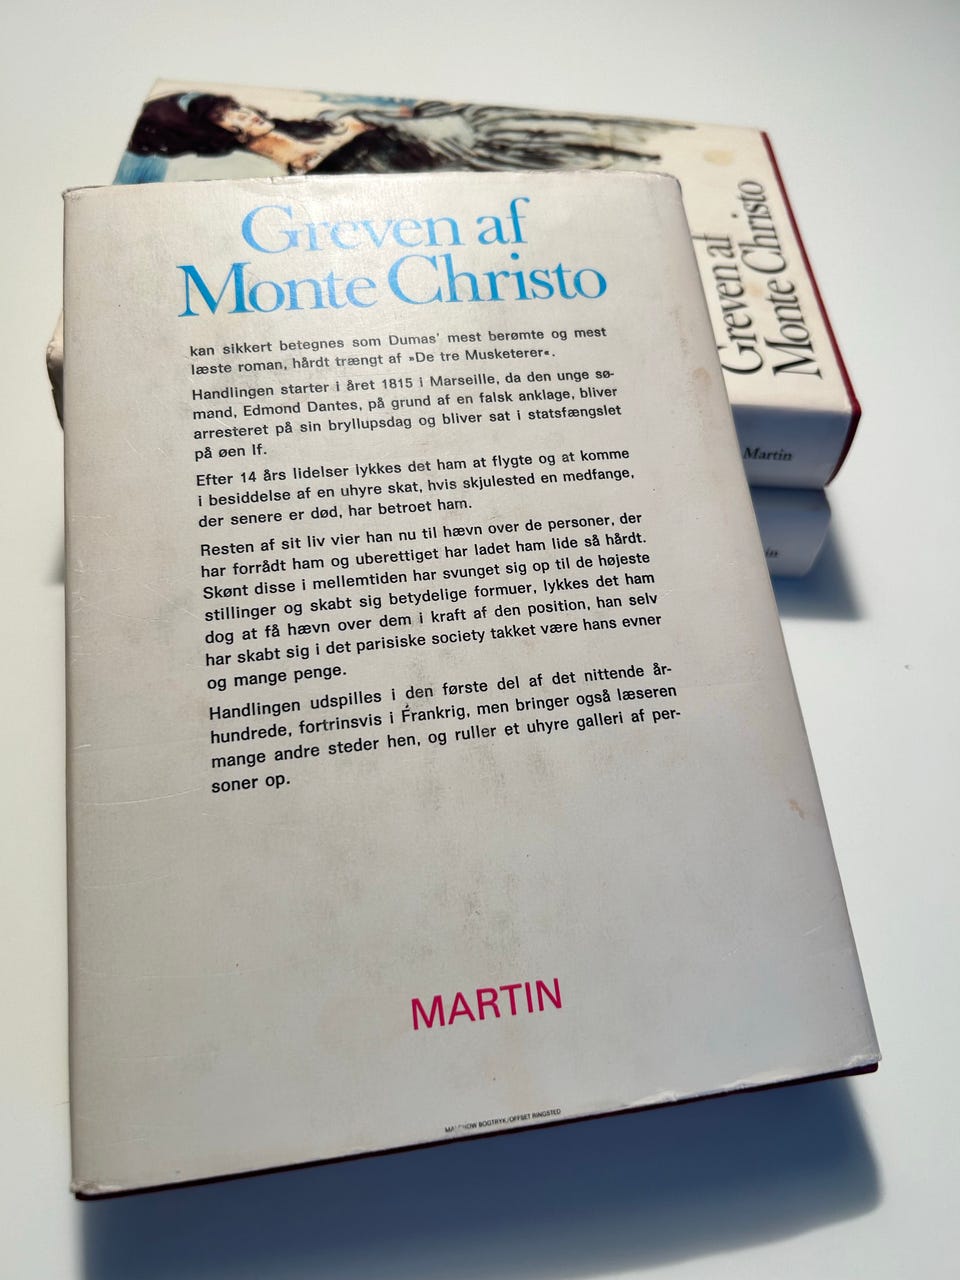 Greven af
Monte Christo
kan sikkert betegnes som Dumas' mest berømte og mest
læste roman, hårdt trængt af »De tre Musketerer«.
Handlingen starter i året 1815 i Marseille, da den unge sø-
mand, Edmond Dantes, på grund af en falsk anklage, bliver
arresteret på sin bryllupsdag og bliver sat i statsfængslet
på øen If.
Efter 14 års lidelser lykkes det ham at flygte og at komme
i besiddelse af en uhyre skat, hvis skjulested en medfange,
der senere er død, har betroet ham.
Resten af sit liv vier han nu til hævn over de personer, der
har forrådt ham og uberettiget har ladet ham lide så hårdt.
Skønt disse i mellemtiden har svunget sig op til de højeste
stillinger og skabt sig betydelige formuer, lykkes det ham
dog at få hævn over dem i kraft af den position, han selv
har skabt sig i det parisiske society takket være hans evner
og mange penge.
Handlingen udspilles i den første del af det nittende år-
hundrede, fortrinsvis i Frankrig, men bringer også læseren
mange andre steder hen, og ruller et uhyre galleri af per-
soner op.
MARTIN
BOGTRYK/OFFSET RINGSTED
Greven af
Monte Christo
Martin